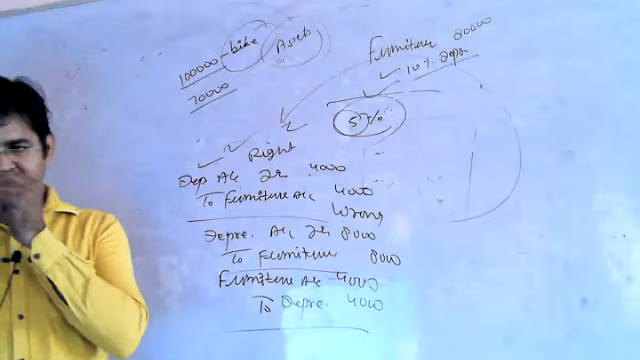 100000-bike Assets
70000
Furniture 80000
10% Depr
5%
Right
Dep A/c Dr 4000
To Furniture A/c 4000
Wrong
Depre. A/c Dr 8000
To Furniture 8000
Furniture A/c 4000
To Depre. 4000